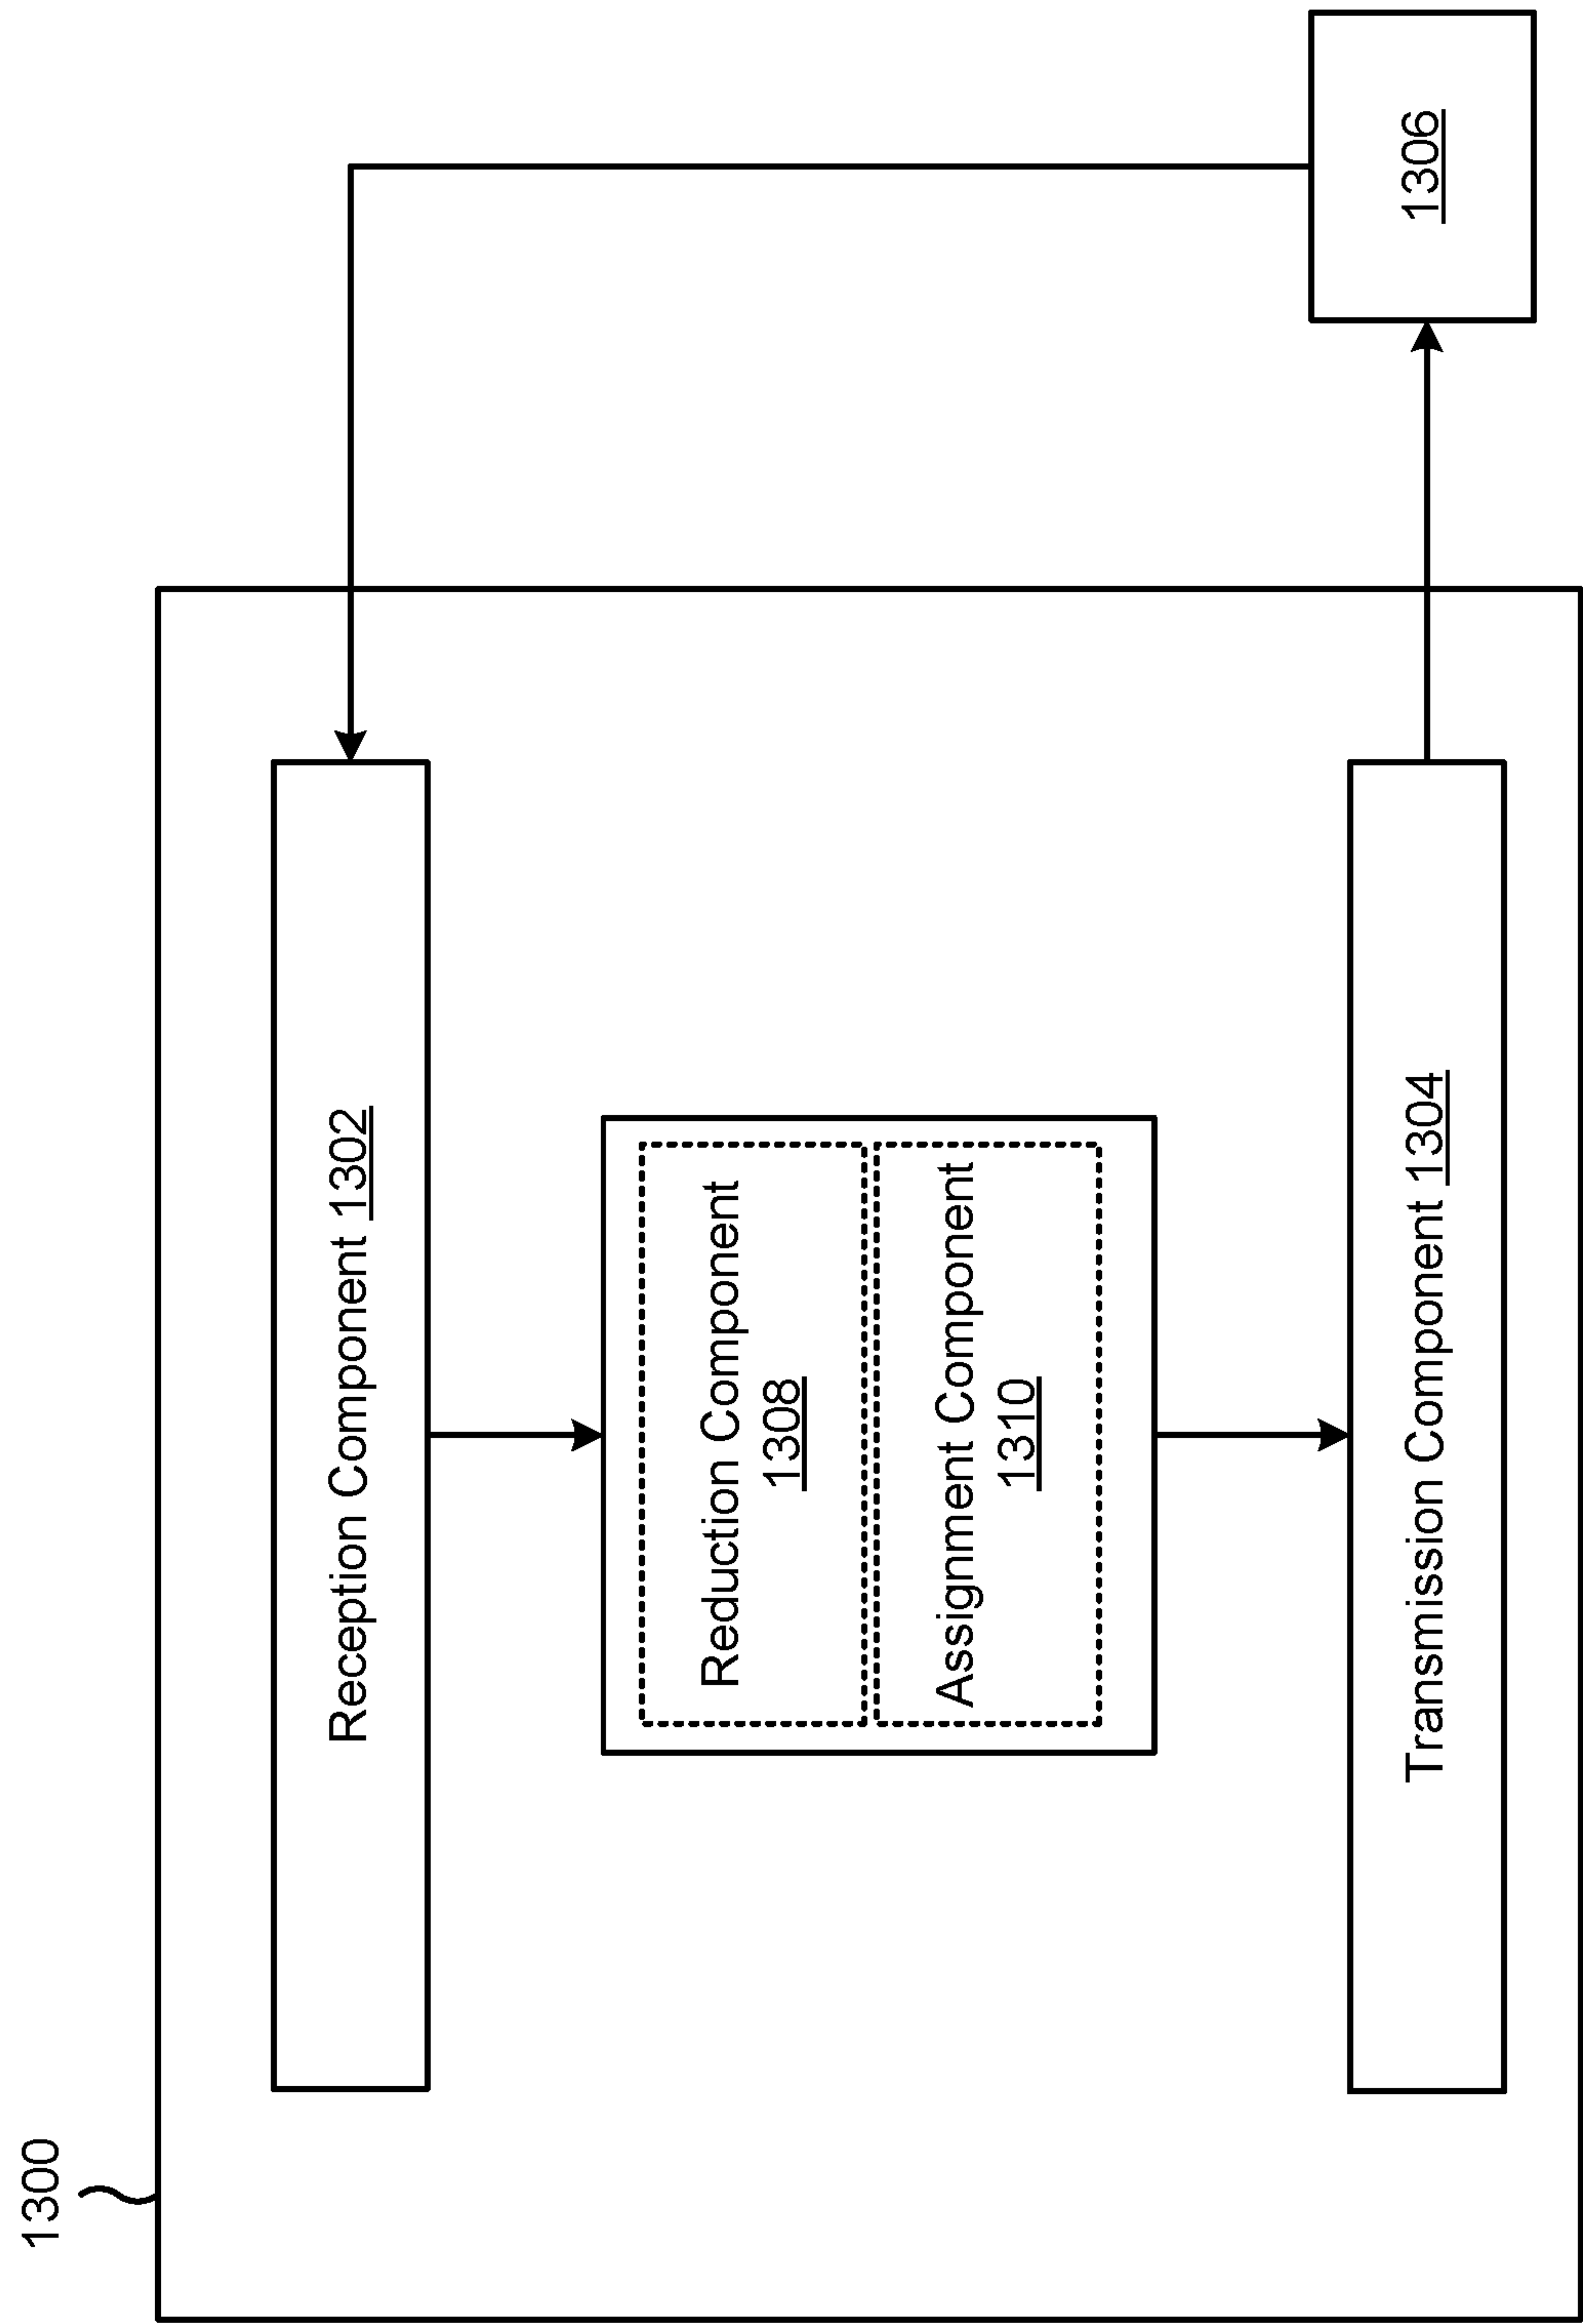 1300
Reception Component 1302
Reduction Component
1308
Assignment Component
1310
Transmission Component 1304
1306